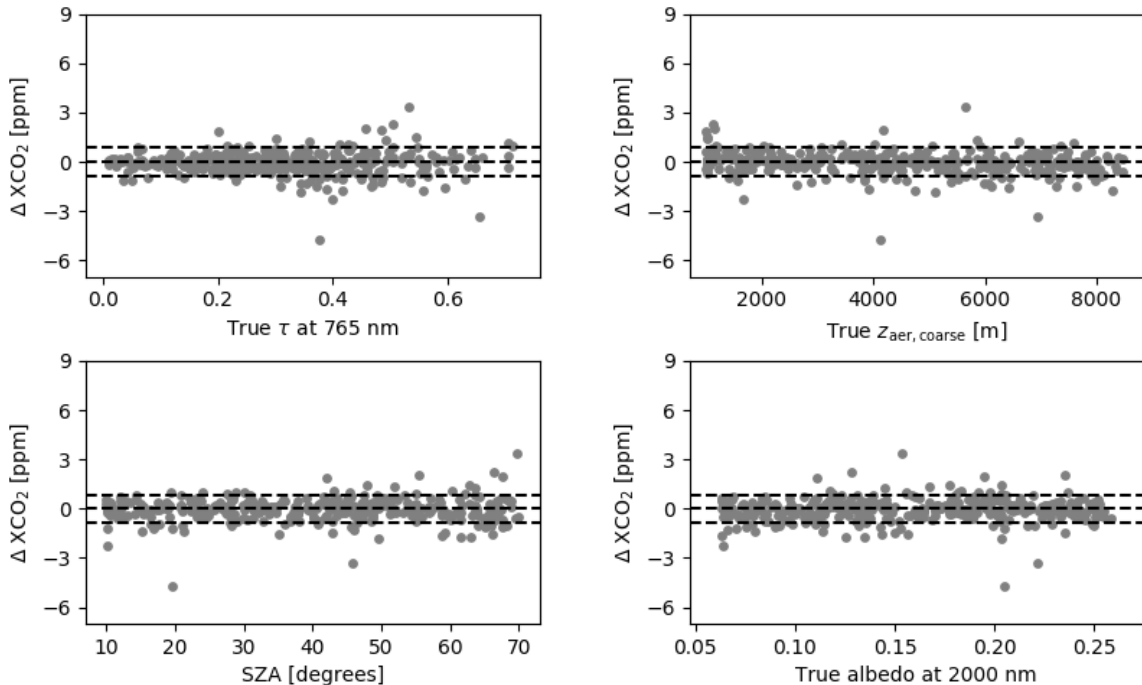 9
6
3
0
−3
−6
Δ XCO₂ [ppm]
0.0 0.2 0.4 0.6
True τ at 765 nm
9
6
3
0
−3
−6
Δ XCO₂ [ppm]
2000 4000 6000 8000
True z_aer, coarse [m]
9
6
3
0
−3
−6
Δ XCO₂ [ppm]
10 20 30 40 50 60 70
SZA [degrees]
9
6
3
0
−3
−6
Δ XCO₂ [ppm]
0.05 0.10 0.15 0.20 0.25
True albedo at 2000 nm